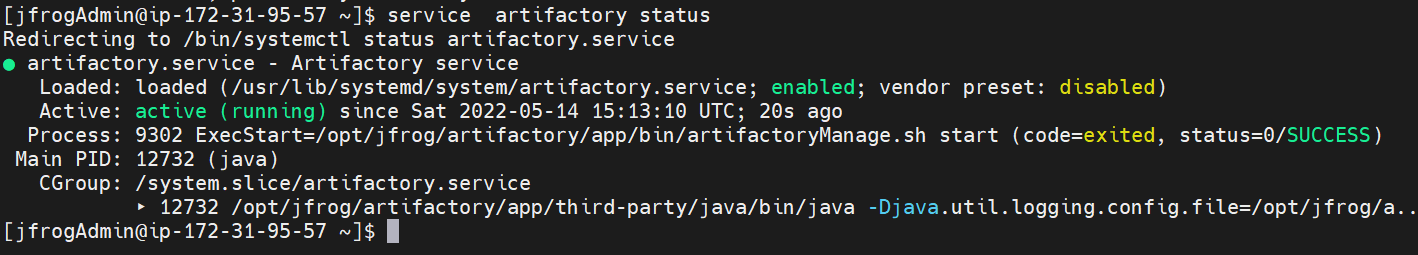 [jfrogAdmin@ip-172-31-95-57 ~]$ service  artifactory status
Redirecting to /bin/systemctl status artifactory.service
● artifactory.service - Artifactory service
   Loaded: loaded (/usr/lib/systemd/system/artifactory.service; enabled; vendor preset: disabled)
   Active: active (running) since Sat 2022-05-14 15:13:10 UTC; 20s ago
  Process: 9302 ExecStart=/opt/jfrog/artifactory/app/bin/artifactoryManage.sh start (code=exited, status=0/SUCCESS)
 Main PID: 12732 (java)
   CGroup: /system.slice/artifactory.service
           ‣ 12732 /opt/jfrog/artifactory/app/third-party/java/bin/java -Djava.util.logging.config.file=/opt/jfrog/a..
[jfrogAdmin@ip-172-31-95-57 ~]$